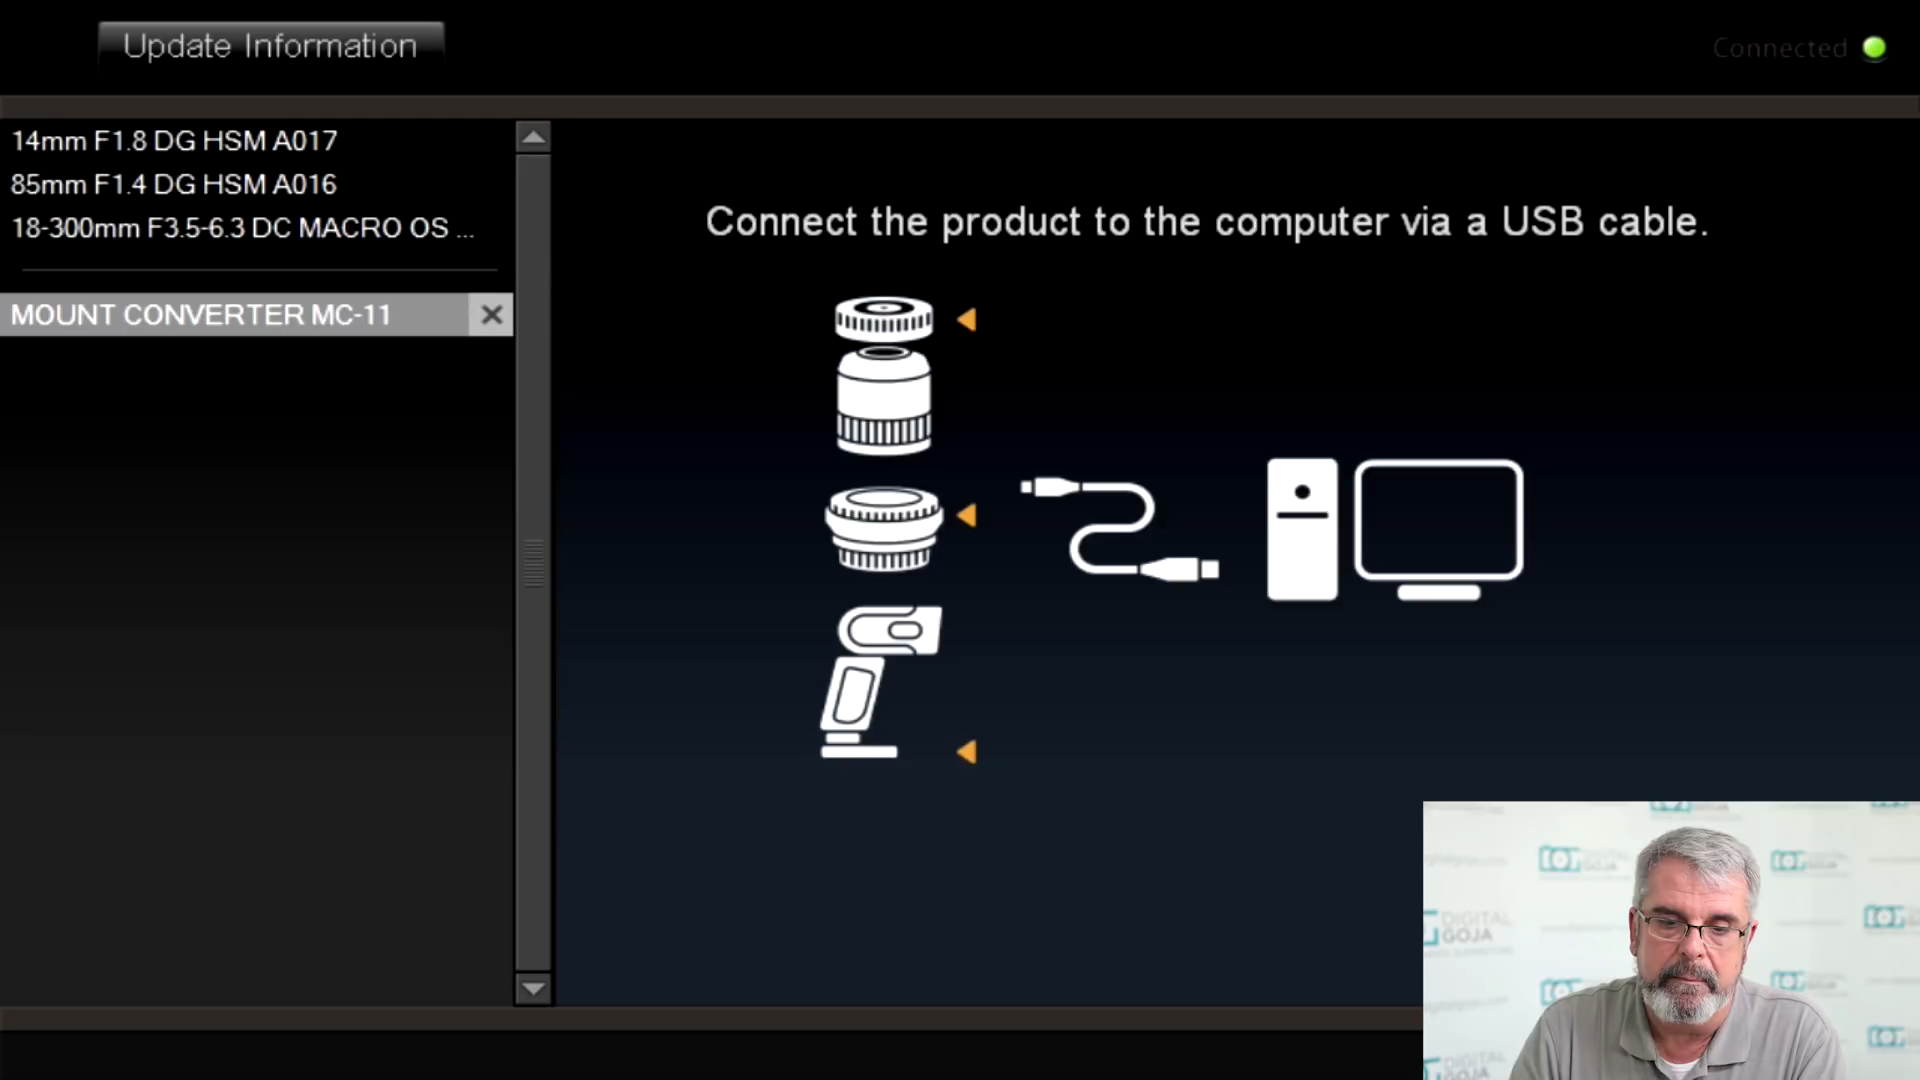 Update Information
Connected
14mm F1.8 DG HSM A017
85mm F1.4 DG HSM A016
18-300mm F3.5-6.3 DC MACRO OS ...
MOUNT CONVERTER MC-11
Connect the product to the computer via a USB cable.
DIGITAL
GOJA
DIGITAL
GOJA